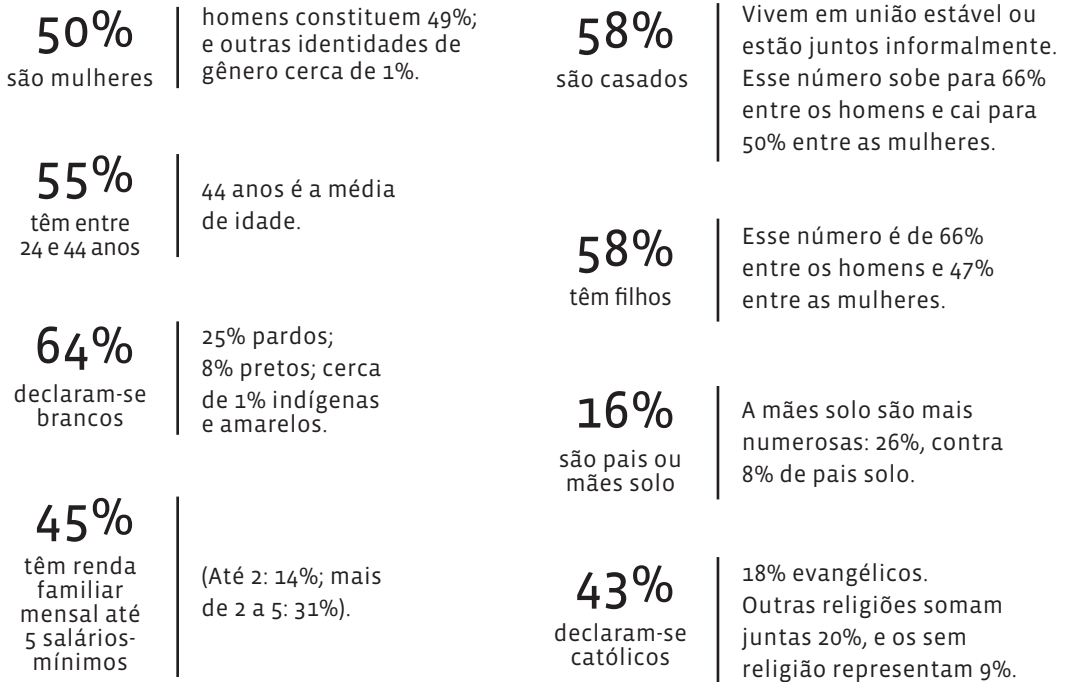 50%
são mulheres
homens constituem 49%;
e outras identidades de
gênero cerca de 1%.
55%
têm entre
24 e 44 anos
44 anos é a média
de idade.
64%
declaram-se
brancos
25% pardos;
8% pretos; cerca
de 1% indígenas
e amarelos.
45%
têm renda
familiar
mensal até
5 salários-
mínimos
(Até 2: 14%; mais
de 2 a 5: 31%).
58%
são casados
Vivem em união estável ou
estão juntos informalmente.
Esse número sobe para 66%
entre os homens e cai para
50% entre as mulheres.
58%
têm filhos
Esse número é de 66%
entre os homens e 47%
entre as mulheres.
16%
são pais ou
mães solo
A mães solo são mais
numerosas: 26%, contra
8% de pais solo.
43%
declaram-se
católicos
18% evangélicos.
Outras religiões somam
juntas 20%, e os sem
religião representam 9%.